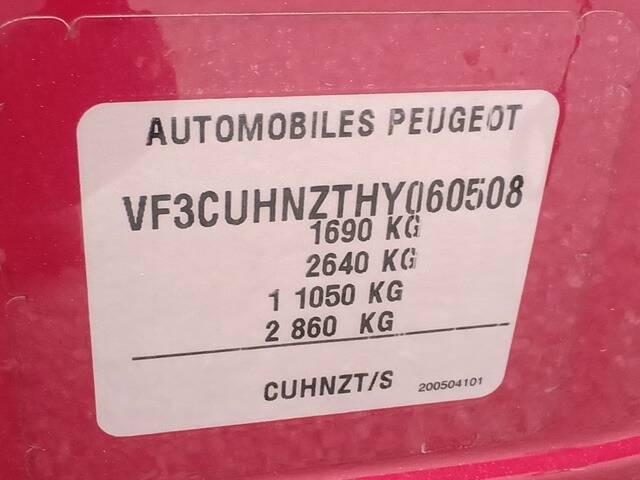 AUTOMOBILES PEUGEOT
VF3CUHNZTHY060508
1690 KG
2640 KG
1 1050 KG
2 860 KG
CUHNZT/S
200504101